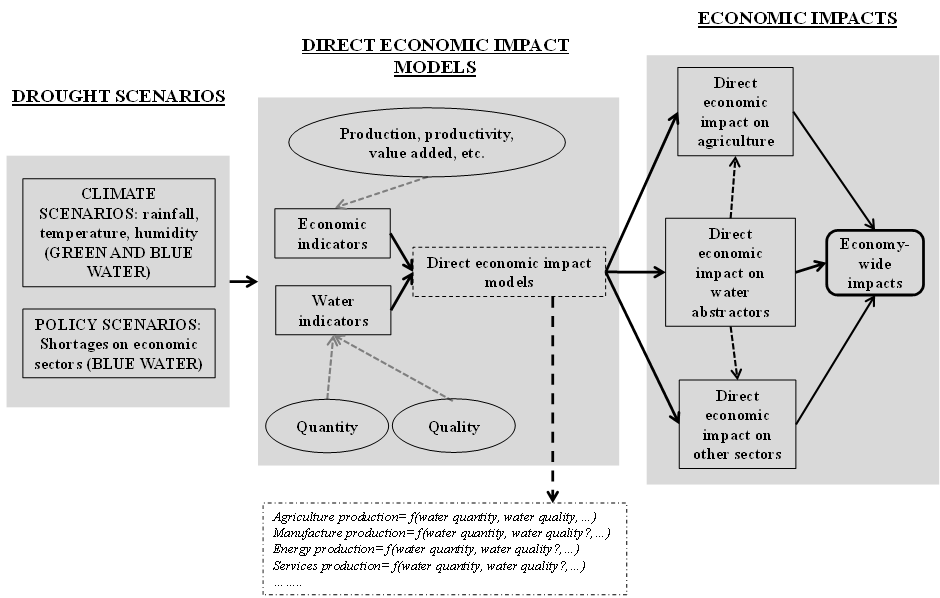 DROUGHT SCENARIOS
CLIMATE
SCENARIOS: rainfall,
temperature, humidity
(GREEN AND BLUE
WATER)
POLICY SCENARIOS:
Shortages on economic
sectors (BLUE WATER)
DIRECT ECONOMIC IMPACT
MODELS
Production, productivity,
value added, etc.
Economic
indicators
Water
indicators
Quantity
Quality
Direct economic impact
models
Agriculture production= f(water quantity, water quality,...)
Manufacture production= f(water quantity, water quality?,...)
Energy production= f(water quantity, water quality?,...)
Services production= f(water quantity, water quality?,...)
........
ECONOMIC IMPACTS
Direct
economic
impact on
agriculture
Direct
economic
impact on
water
abstractors
Direct
economic
impact on
other sectors
Economy-
wide
impacts